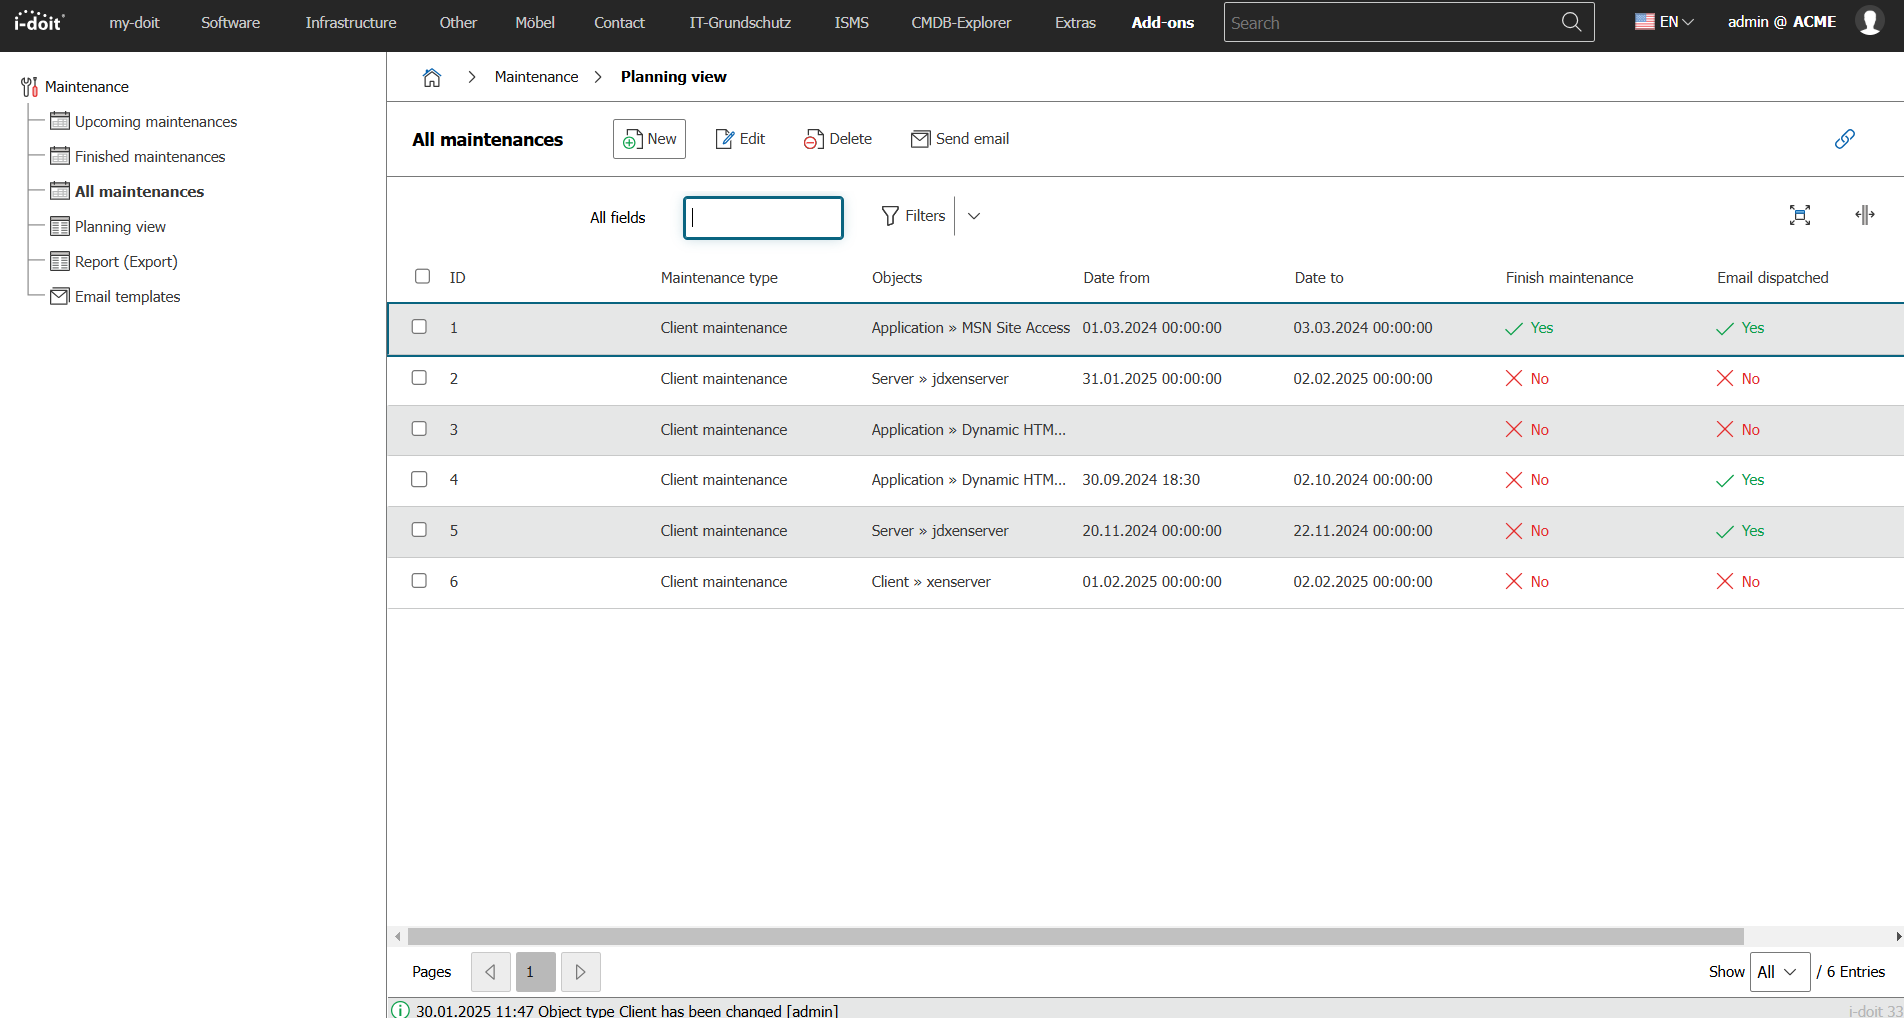 i-doit my-doit Software Infrastructure Other Möbel Contact IT-Grundschutz ISMS CMDB-Explorer Extras Add-ons Search EN admin @ ACME
Maintenance
Upcoming maintenances
Finished maintenances
All maintenances
Planning view
Report (Export)
Email templates
Maintenance Planning view
All maintenances New Edit Delete Send email
All fields Filters
ID Maintenance type Objects Date from Date to Finish maintenance Email dispatched
1 Client maintenance Application » MSN Site Access 01.03.2024 00:00:00 03.03.2024 00:00:00 Yes Yes
2 Client maintenance Server » jdxenserver 31.01.2025 00:00:00 02.02.2025 00:00:00 No No
3 Client maintenance Application » Dynamic HTM... No No
4 Client maintenance Application » Dynamic HTM... 30.09.2024 18:30 02.10.2024 00:00:00 No Yes
5 Client maintenance Server » jdxenserver 20.11.2024 00:00:00 22.11.2024 00:00:00 No Yes
6 Client maintenance Client » xenserver 01.02.2025 00:00:00 02.02.2025 00:00:00 No No
Pages 1 Show All / 6 Entries
30.01.2025 11:47 Object type Client has been changed [admin] i-doit 33